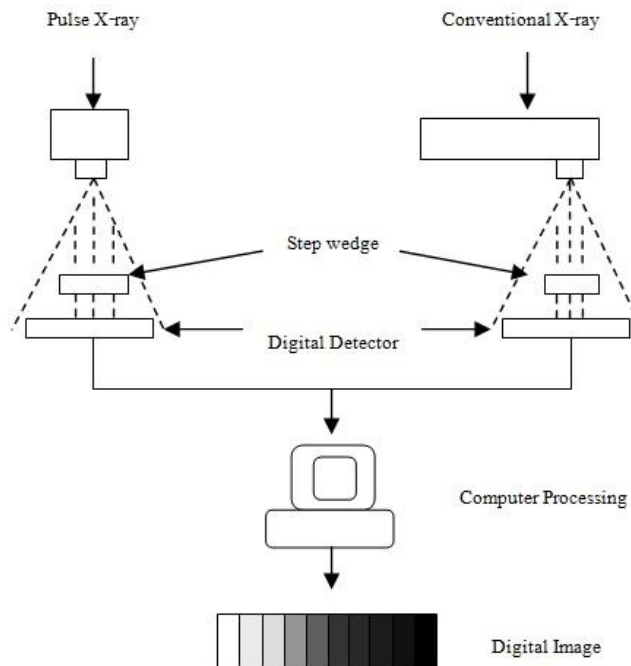 Pulse X-ray
Conventional X-ray
Step wedge
Digital Detector
Computer Processing
Digital Image